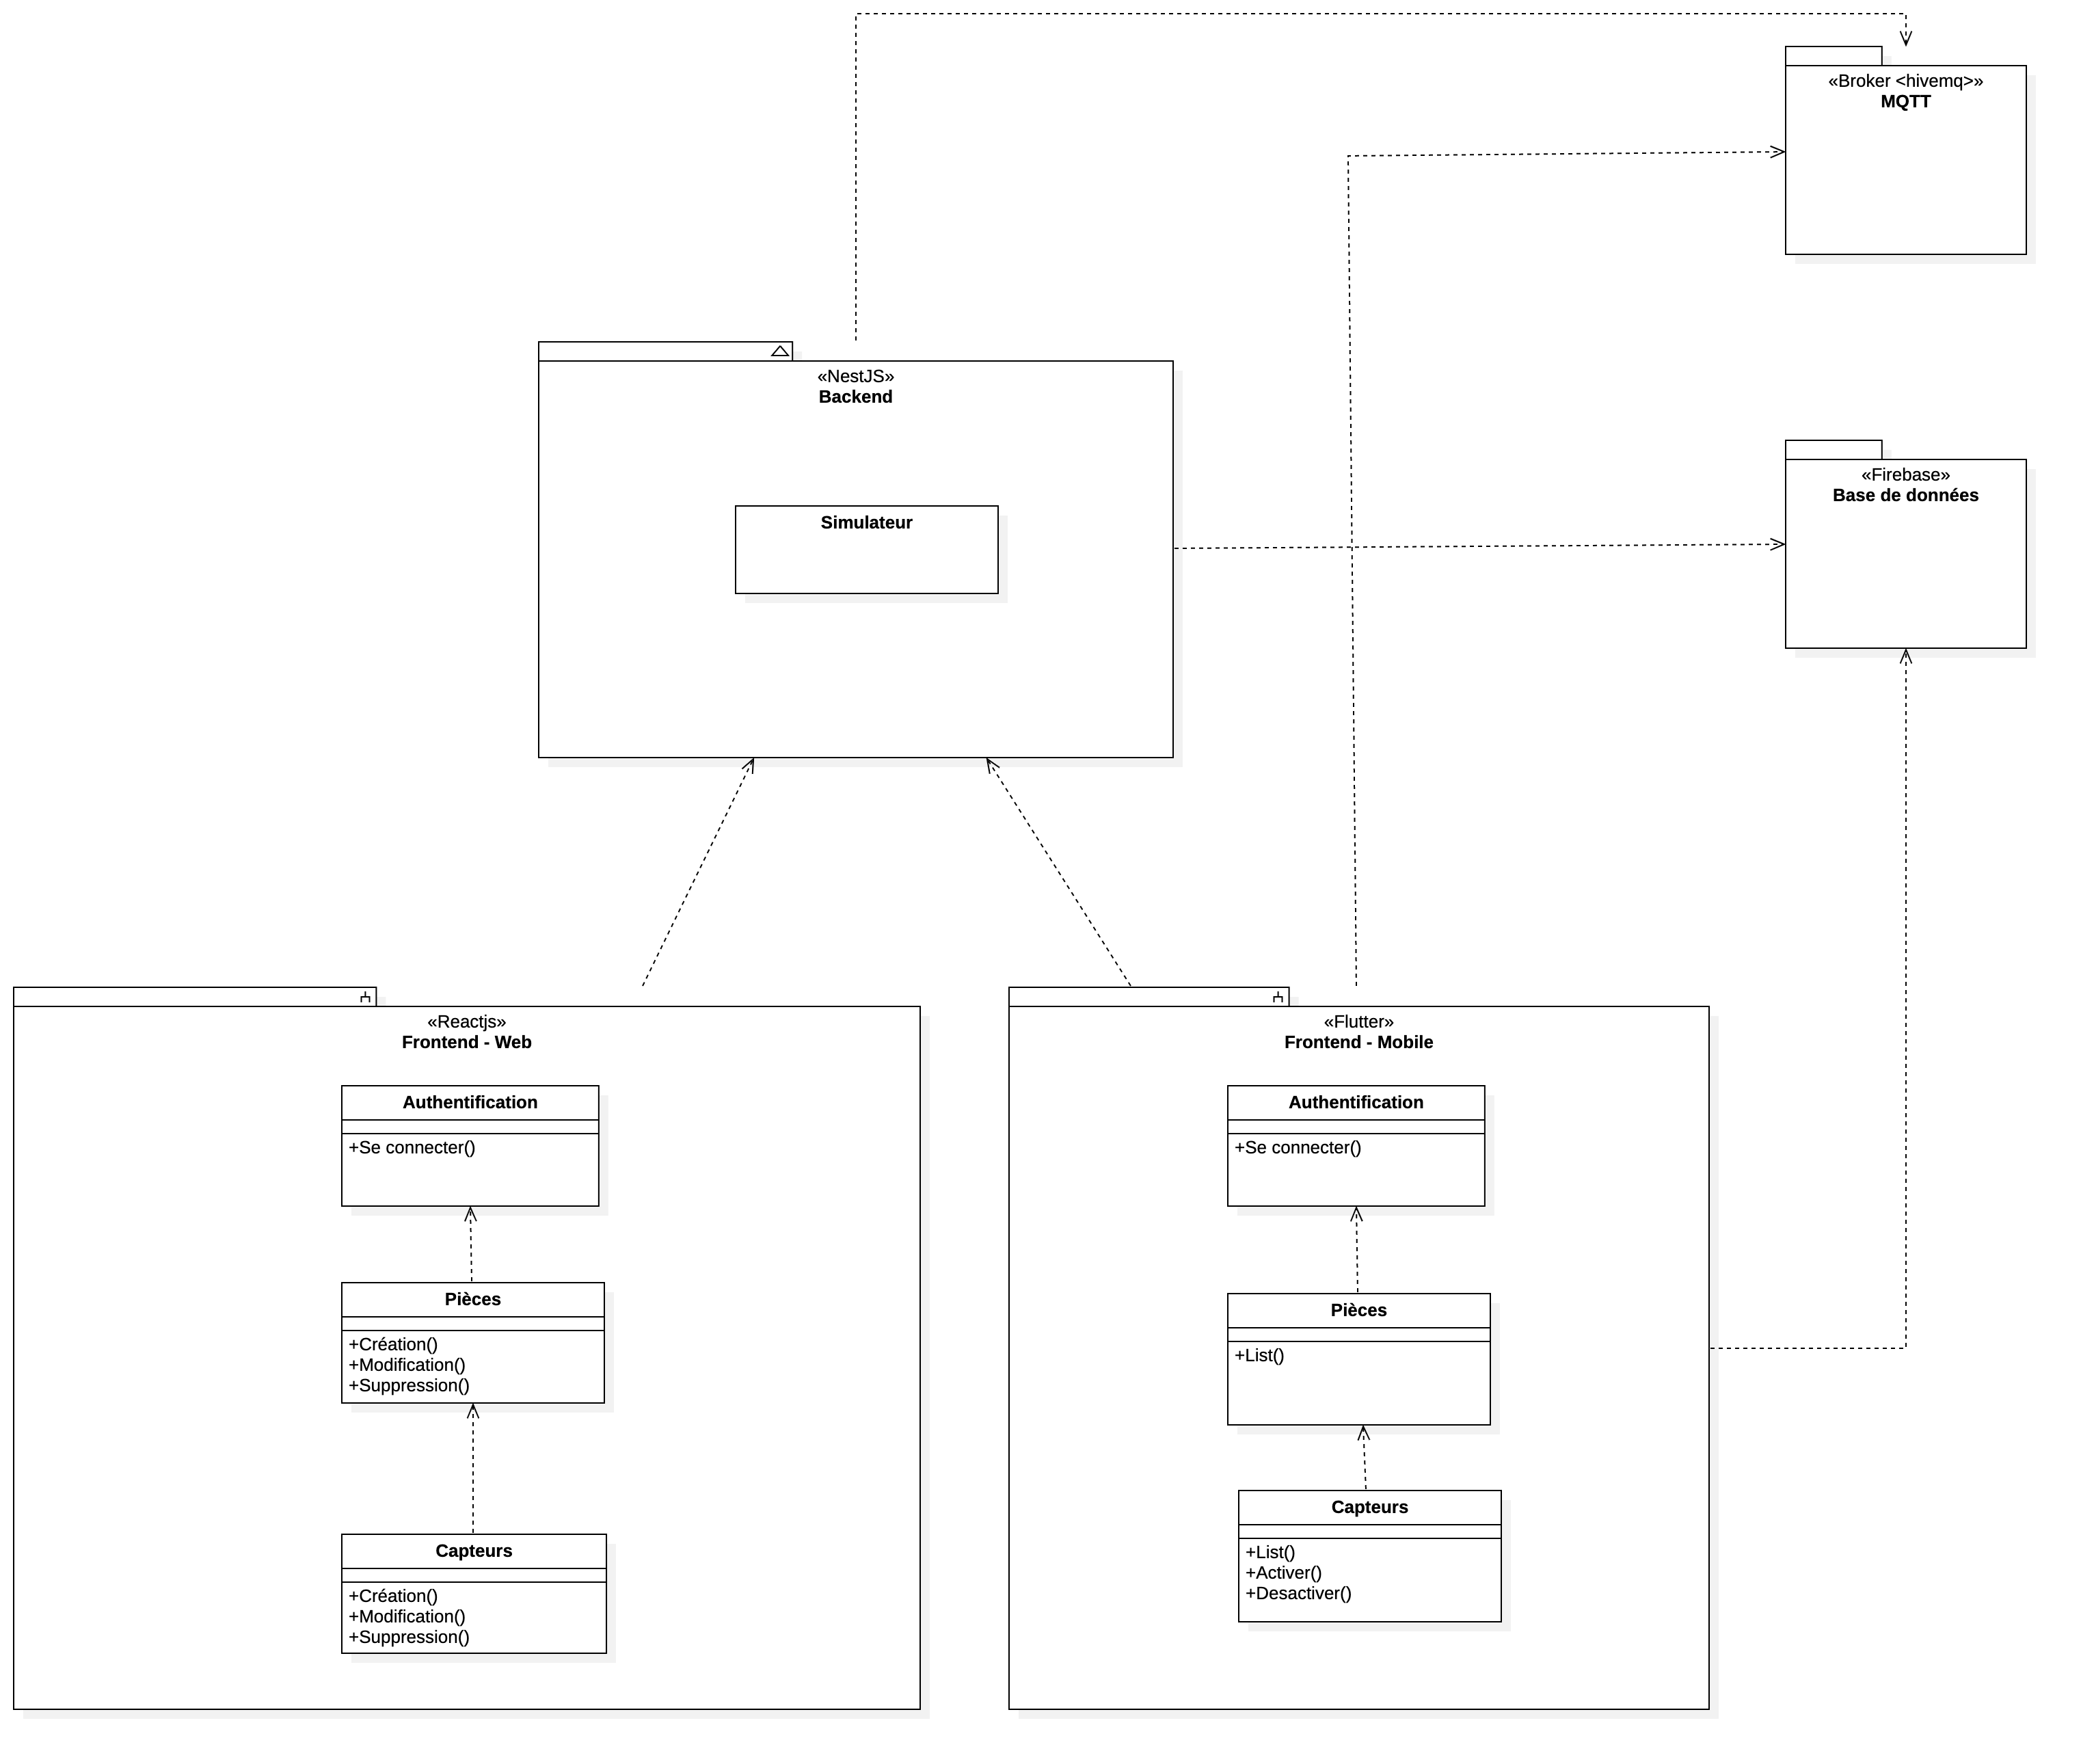 «Broker <hivemq>»
MQTT
«NestJS»
Backend
Simulateur
«Firebase»
Base de données
«Reactjs»
Frontend - Web
Authentification
+Se connecter()
Pièces
+Création()
+Modification()
+Suppression()
Capteurs
+Création()
+Modification()
+Suppression()
«Flutter»
Frontend - Mobile
Authentification
+Se connecter()
Pièces
+List()
Capteurs
+List()
+Activer()
+Desactiver()